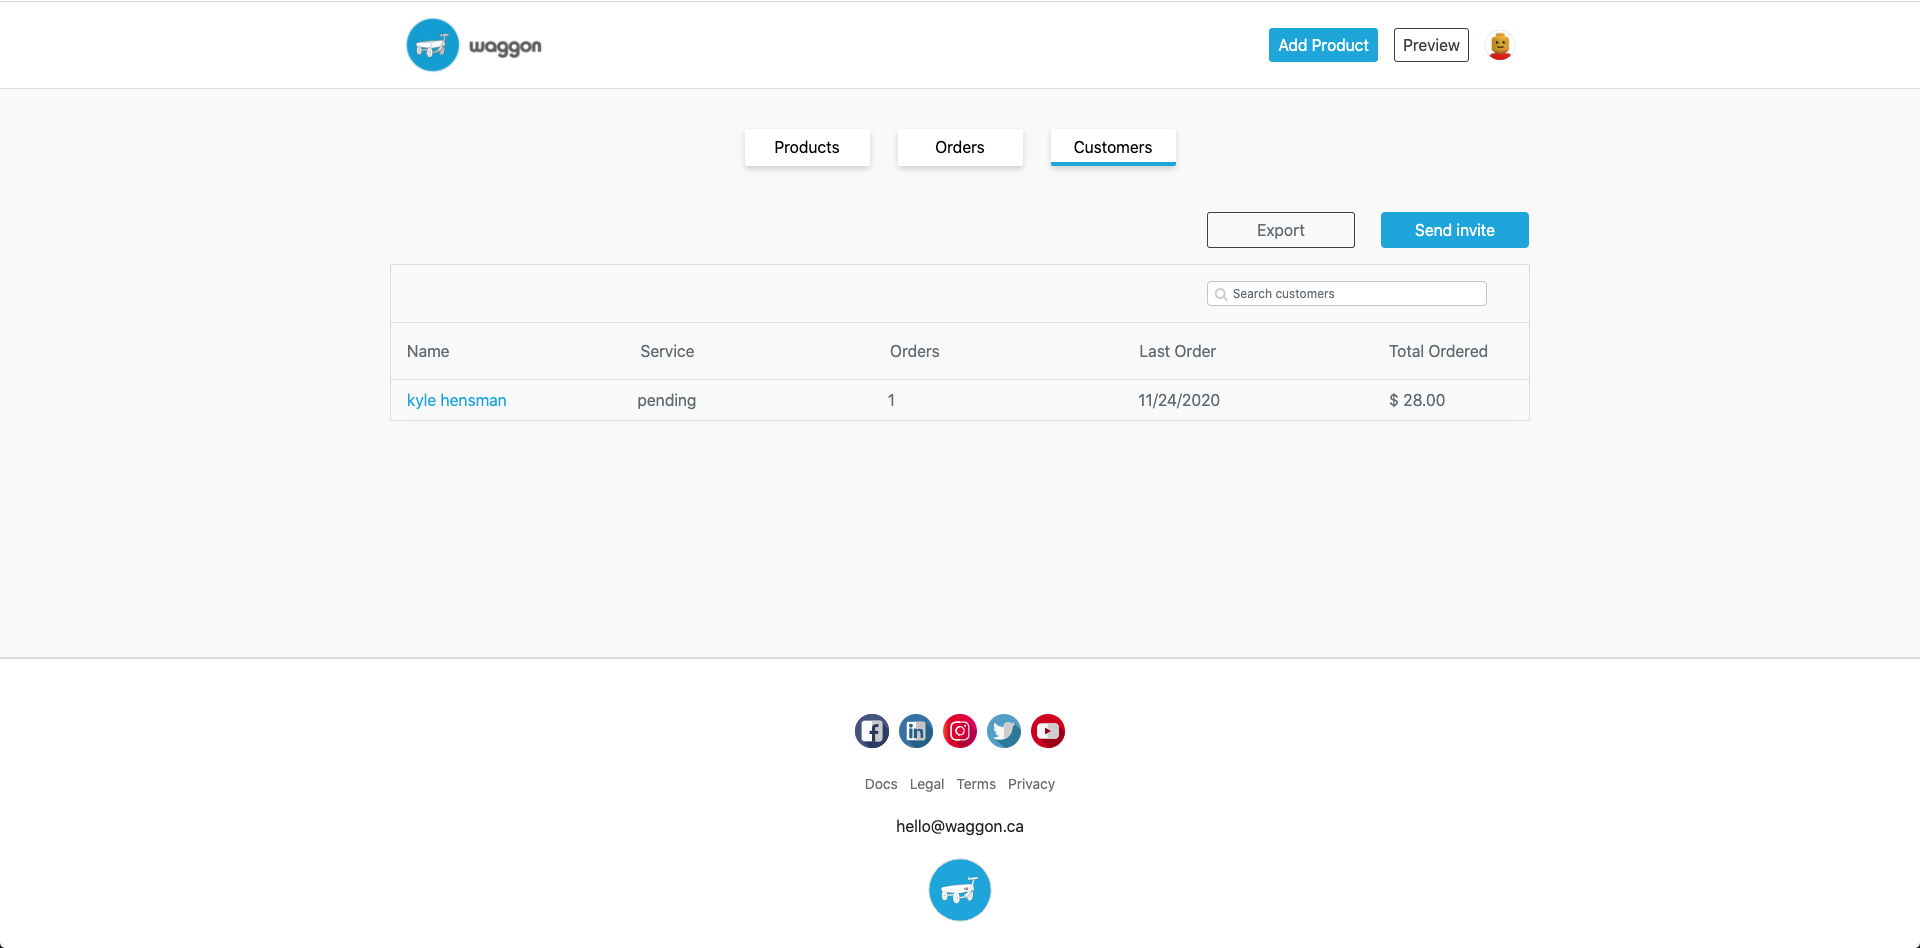 waggon
Add Product
Preview
Products
Orders
Customers
Export
Send invite
Search customers
Name Service Orders Last Order Total Ordered
kyle hensman pending 1 11/24/2020 $ 28.00
Docs Legal Terms Privacy
hello@waggon.ca